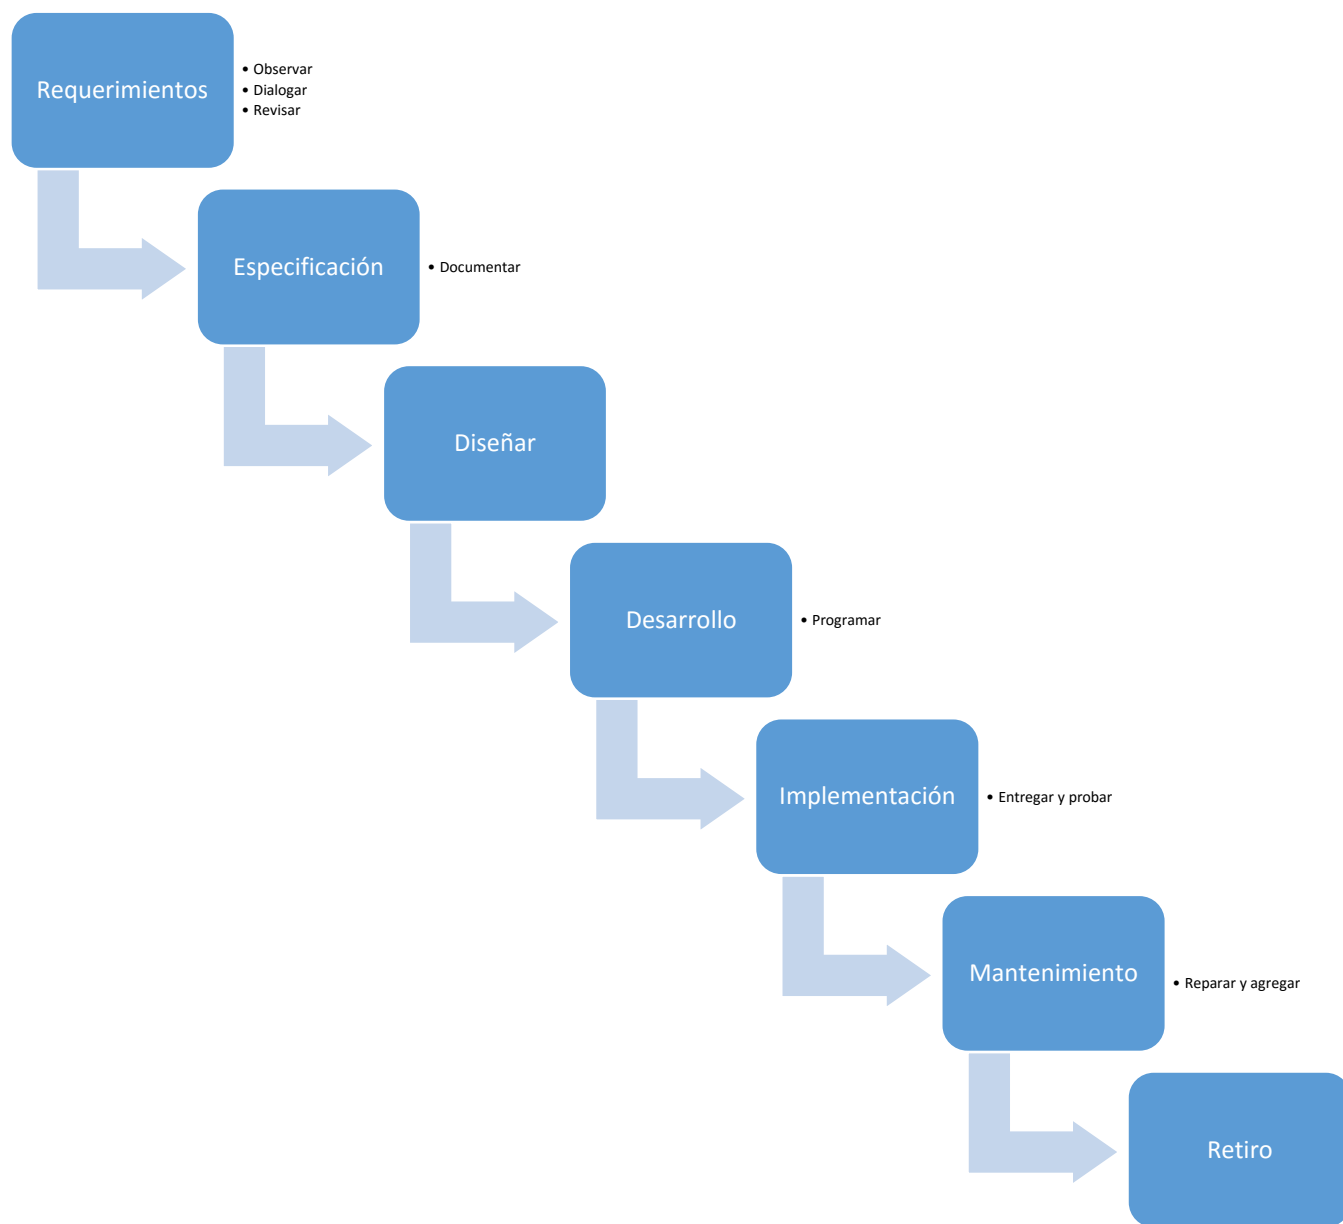 Requerimientos
• Observar
• Dialogar
• Revisar
Especificación
• Documentar
Diseñar
Desarrollo
• Programar
Implementación
• Entregar y probar
Mantenimiento
• Reparar y agregar
Retiro